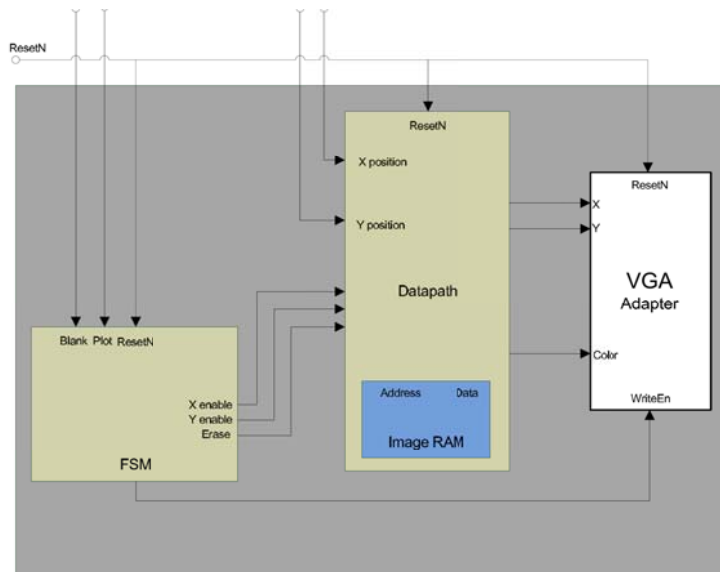 ResetN
ResetN
X position
Y position
Datapath
Address Data
Image RAM
ResetN
X
Y
VGA
Adapter
Color
WriteEn
Blank Plot ResetN
X enable
Y enable
Erase
FSM